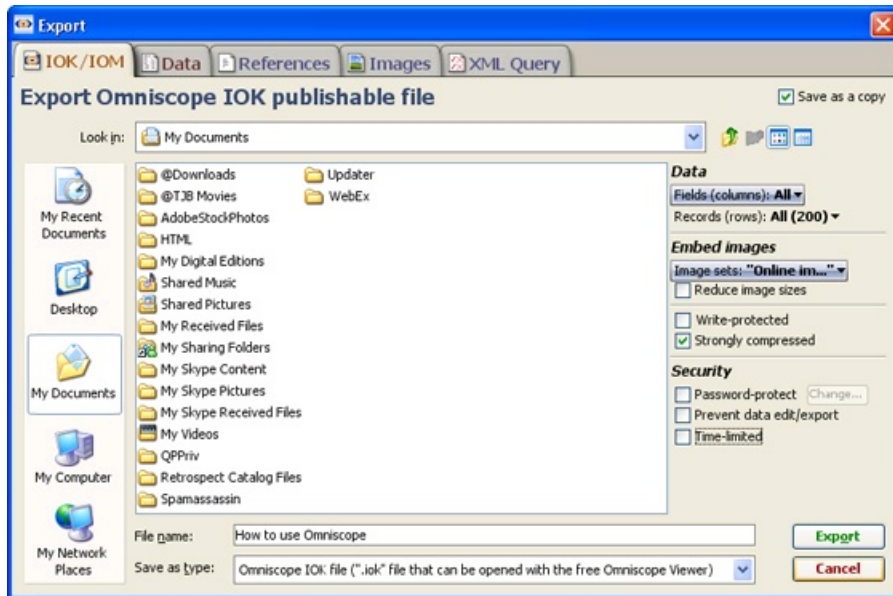 Export
IOK/IOM Data References Images XML Query
Export Omniscope IOK publishable file
Save as a copy
Look in: My Documents
My Recent Documents
Desktop
My Documents
My Computer
My Network Places
@Downloads
@TJB Movies
AdobeStockPhotos
HTML
My Digital Editions
Shared Music
Shared Pictures
My Received Files
My Sharing Folders
My Skype Content
My Skype Pictures
My Skype Received Files
My Videos
QPPriv
Retrospect Catalog Files
Spamassassin
Updater
WebEx
Data
Fields (columns): All
Records (rows): All (200)
Embed images
Image sets: "Online im..."
Reduce image sizes
Write-protected
Strongly compressed
Security
Password-protect Change...
Prevent data edit/export
Time-limited
File name: How to use Omniscope
Save as type: Omniscope IOK file (".iok" file that can be opened with the free Omniscope Viewer)
Export
Cancel